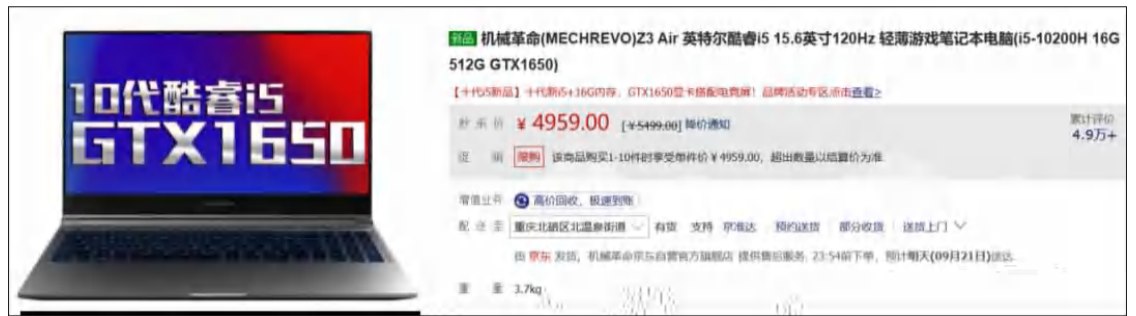 10代酷睿i5
GTX1650
新品 机械革命(MECHREVO)Z3 Air 英特尔酷睿i5 15.6英寸120Hz 轻薄游戏笔记本电脑(i5-10200H 16G
512G GTX1650)
【十代i5新品】十代新i5+16G内存，GTX1650显卡搭配电竞屏！品牌活动专区点击查看>
秒杀价 ¥ 4959.00 [¥5499.00] 降价通知
累计评价
4.9万+
促销 限购 该商品购买1-10件时享受单件价¥4959.00，超出数量以结算价为准
增值业务 高价回收，极速到账
配送至 重庆北碚区北温泉街道 有货 支持 京准达 预约送货 部分收货 送货上门
由 京东 发货，机械革命京东自营官方旗舰店 提供售后服务. 23:54前下单，预计明天(09月21日)送达
重量 3.7kg